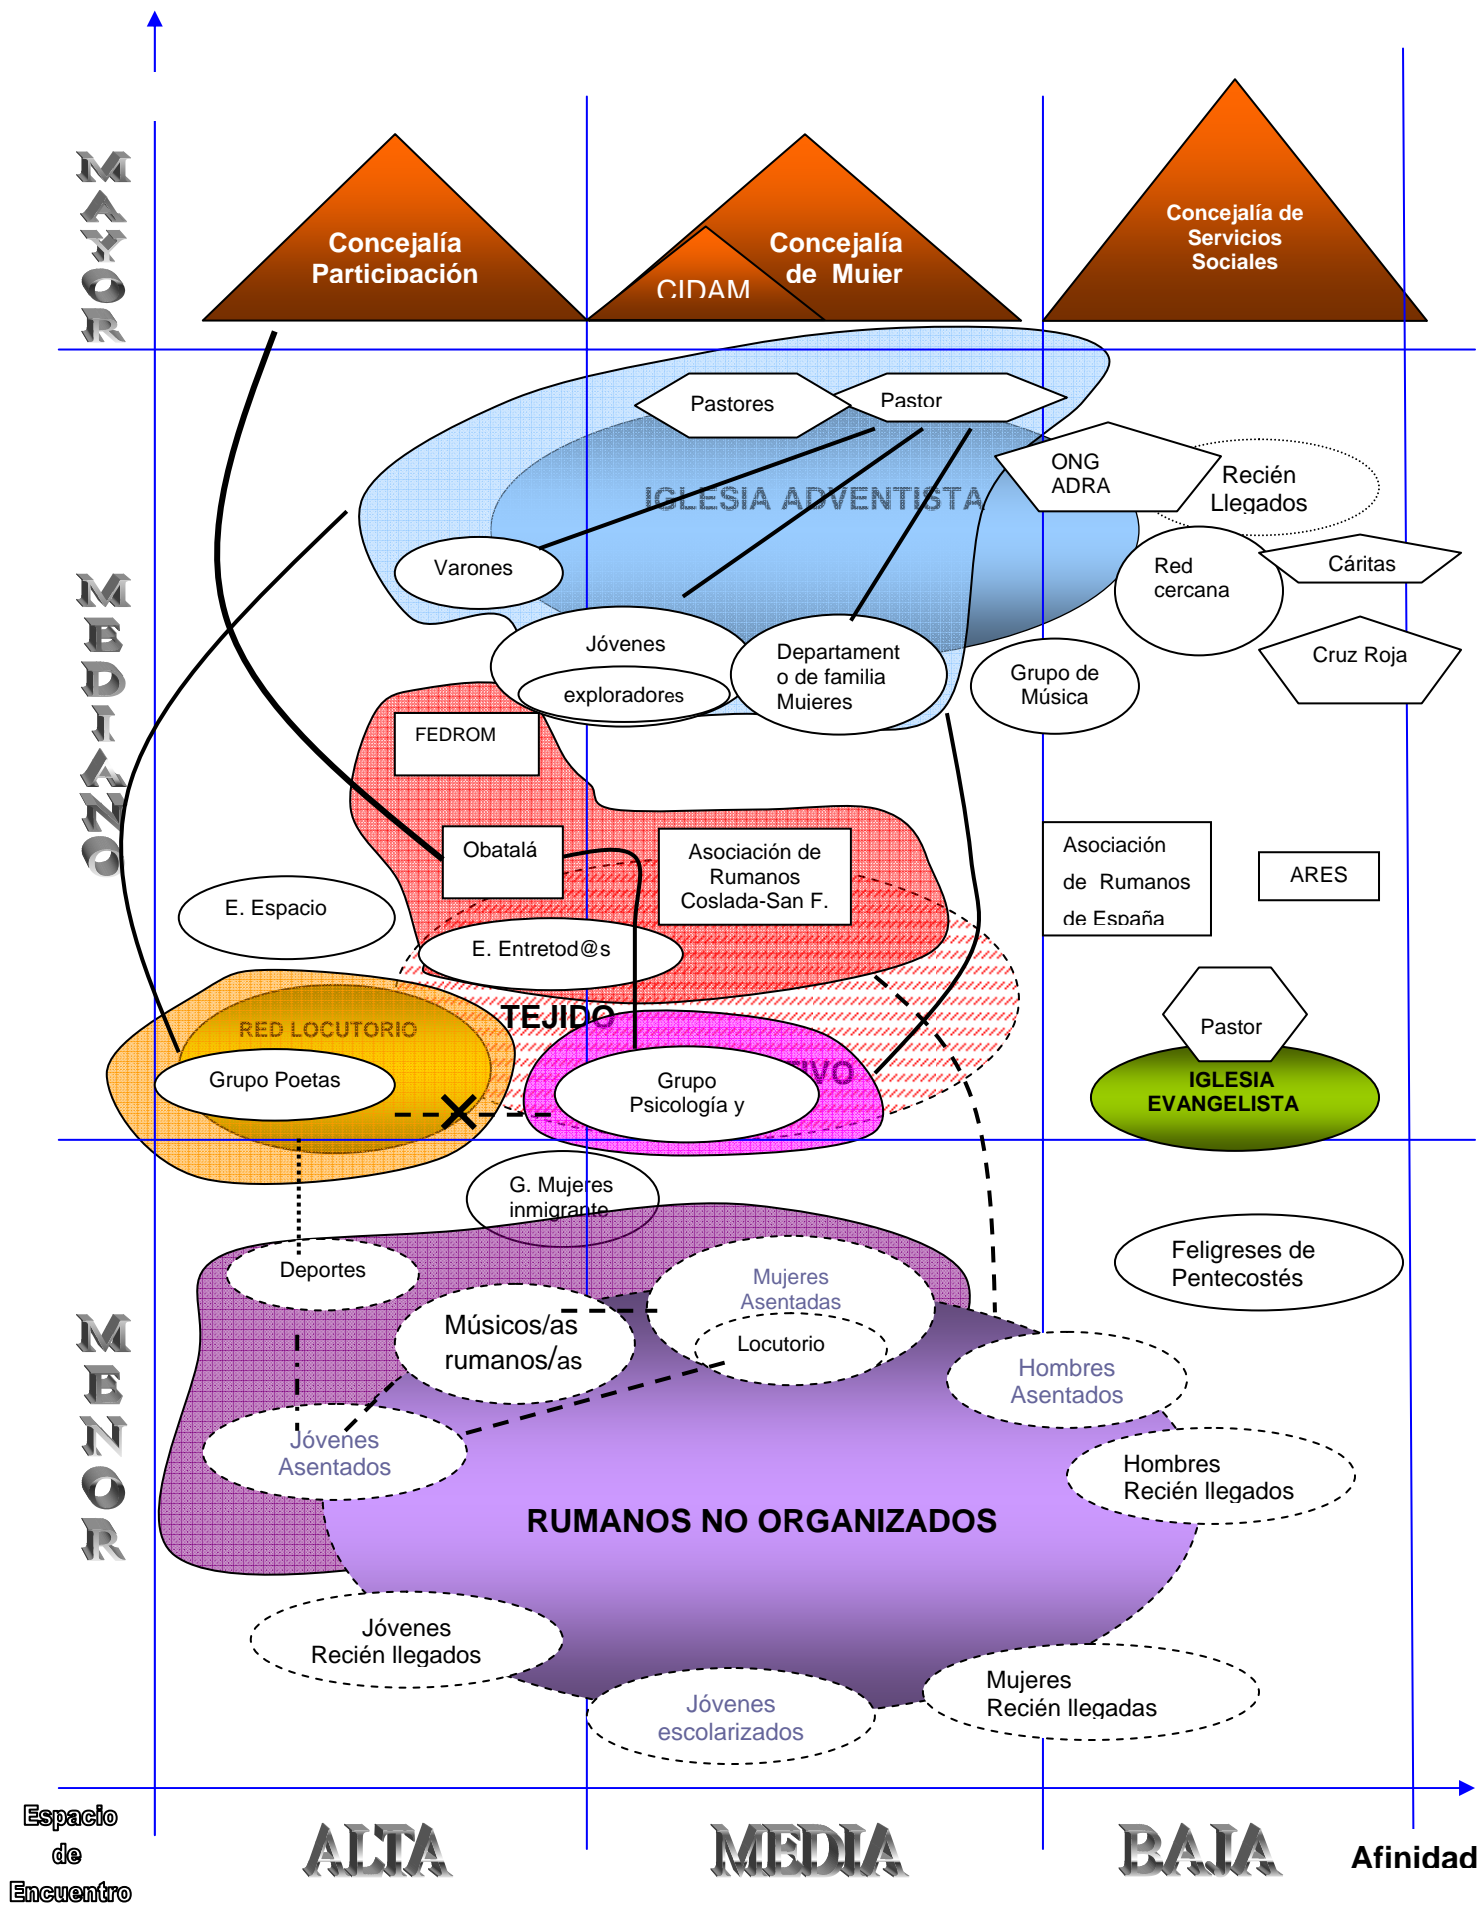 MAYOR
Concejalía
Participación
CIDAM
Concejalía
de Mujer
Concejalía de
Servicios
Sociales
MEDIANO
Pastores
Pastor
IGLESIA ADVENTISTA
ONG
ADRA
Recién
Llegados
Varones
Red
cercana
Cáritas
Jóvenes
exploradores
Departament
o de familia
Mujeres
Grupo de
Música
Cruz Roja
FEDROM
Obatalá
Asociación de
Rumanos
Coslada-San F.
Asociación
de Rumanos
de España
ARES
E. Espacio
E. Entretod@s
TEJIDO
RED LOCUTORIO
Grupo Poetas
TIVO
Grupo
Psicología y
Pastor
IGLESIA
EVANGELISTA
MENOR
G. Mujeres
inmigrante
Deportes
Mujeres
Asentadas
Locutorio
Músicos/as
rumanos/as
Feligreses de
Pentecostés
Hombres
Asentados
Jóvenes
Asentados
Hombres
Recién llegados
RUMANOS NO ORGANIZADOS
Jóvenes
Recién llegados
Jóvenes
escolarizados
Mujeres
Recién llegadas
Espacio
de
Encuentro
ALTA
MEDIA
BAJA
Afinidad